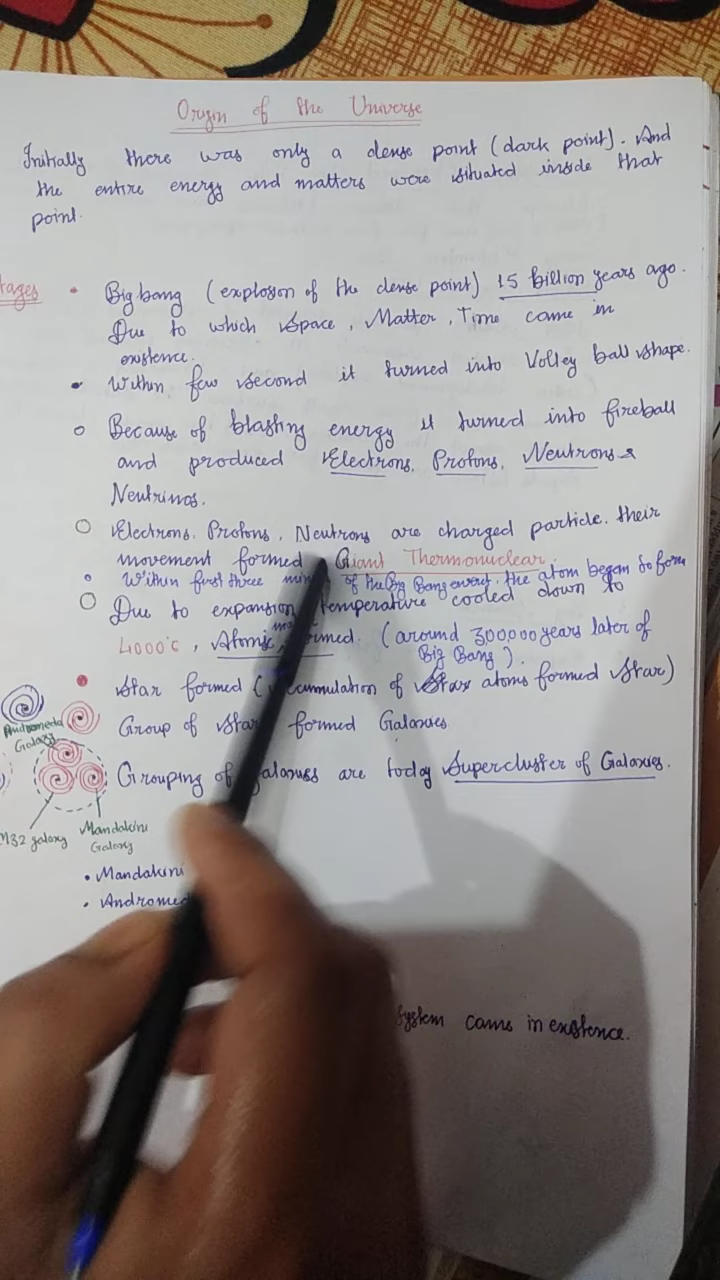 Origin of the Universe
Initially there was only a dense point (dark point). And
the entire energy and matters were situated inside that
point.
tages
• Big bang (explosion of the dense point) 15 billion years ago.
Due to which Space, Matter, Time came in
existence.
• Within few second it turned into Volley ball shape.
Because of blasting energy it turned into fireball
and produced Electrons, Protons, Neutrons &
Neutrinos.
Electrons, Protons, Neutrons are charged particle. their
movement formed Giant Thermonuclear.
Within first three of the Big Bang event. the atom began to form
Due to expansion temperature cooled down to
4000°C, Atomic formed. (around 300,000 years later of
Big Bang).
Star formed ( Star atoms formed Star)
Group of Star formed Galaxies
Grouping of galaxies are today Supercluster of Galaxies.
Andromeda
Galaxy
M32 galaxy
Mandakini
Galaxy
• Mandakini
• Andromed
System came in existence.